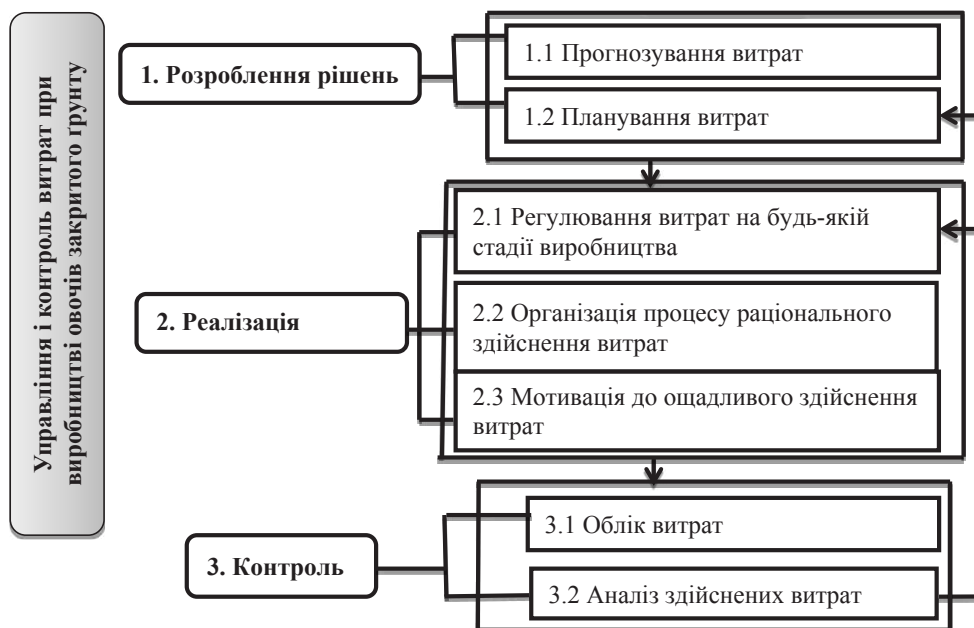 Управління і контроль витрат при
виробництві овочів закритого ґрунту
1. Розроблення рішень
1.1 Прогнозування витрат
1.2 Планування витрат
2. Реалізація
2.1 Регулювання витрат на будь-якій
стадії виробництва
2.2 Організація процесу раціонального
здійснення витрат
2.3 Мотивація до ощадливого здійснення
витрат
3. Контроль
3.1 Облік витрат
3.2 Аналіз здійснених витрат